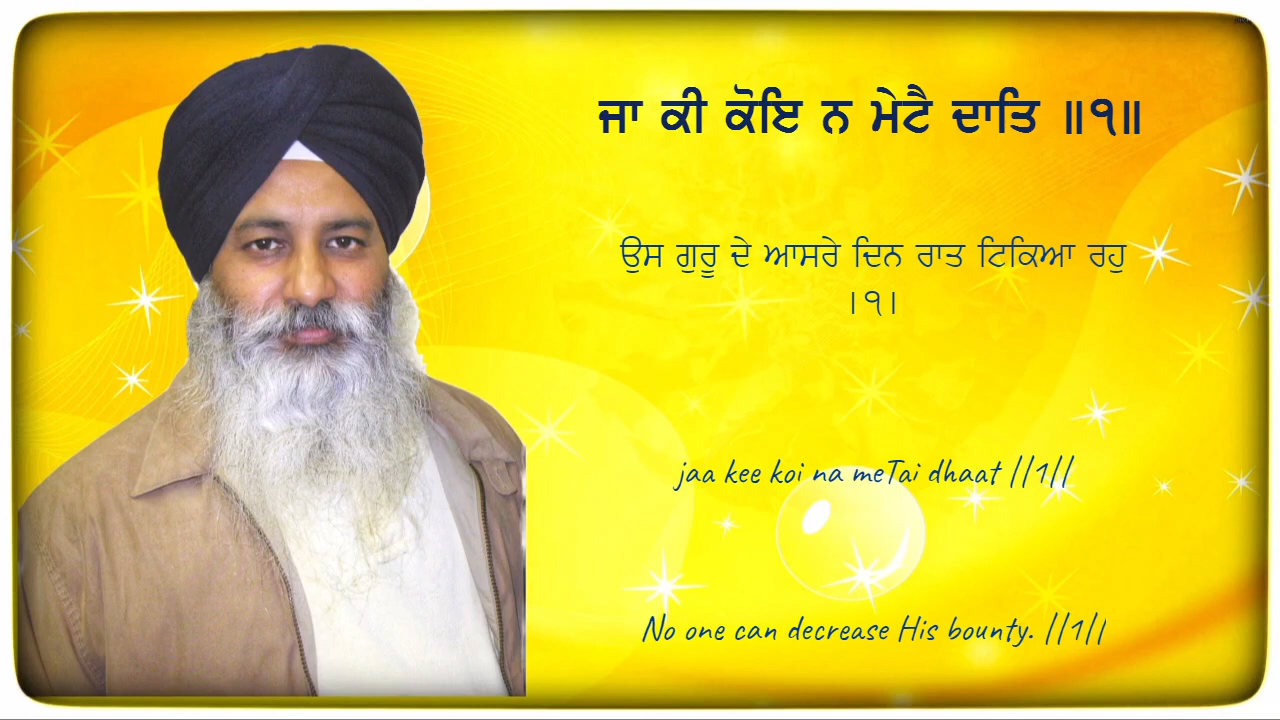 ਜਾ ਕੀ ਕੋਇ ਨ ਮੇਟੈ ਦਾਤਿ ॥੧॥
ਉਸ ਗੁਰੂ ਦੇ ਆਸਰੇ ਦਿਨ ਰਾਤ ਟਿਕਿਆ ਰਹੁ
।੧।
jaa kee koi na meTai dhaat ||1||
No one can decrease His bounty. ||1||